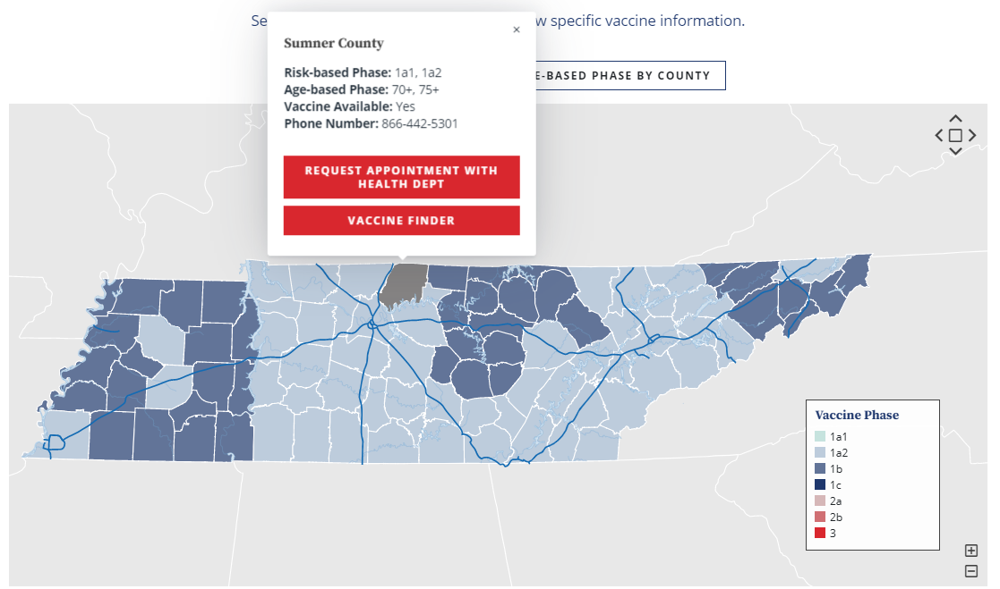 Se
w specific vaccine information.
×
Sumner County
Risk-based Phase: 1a1, 1a2
Age-based Phase: 70+, 75+
Vaccine Available: Yes
Phone Number: 866-442-5301
E-BASED PHASE BY COUNTY
REQUEST APPOINTMENT WITH
HEALTH DEPT
VACCINE FINDER
Vaccine Phase
1a1
1a2
1b
1c
2a
2b
3